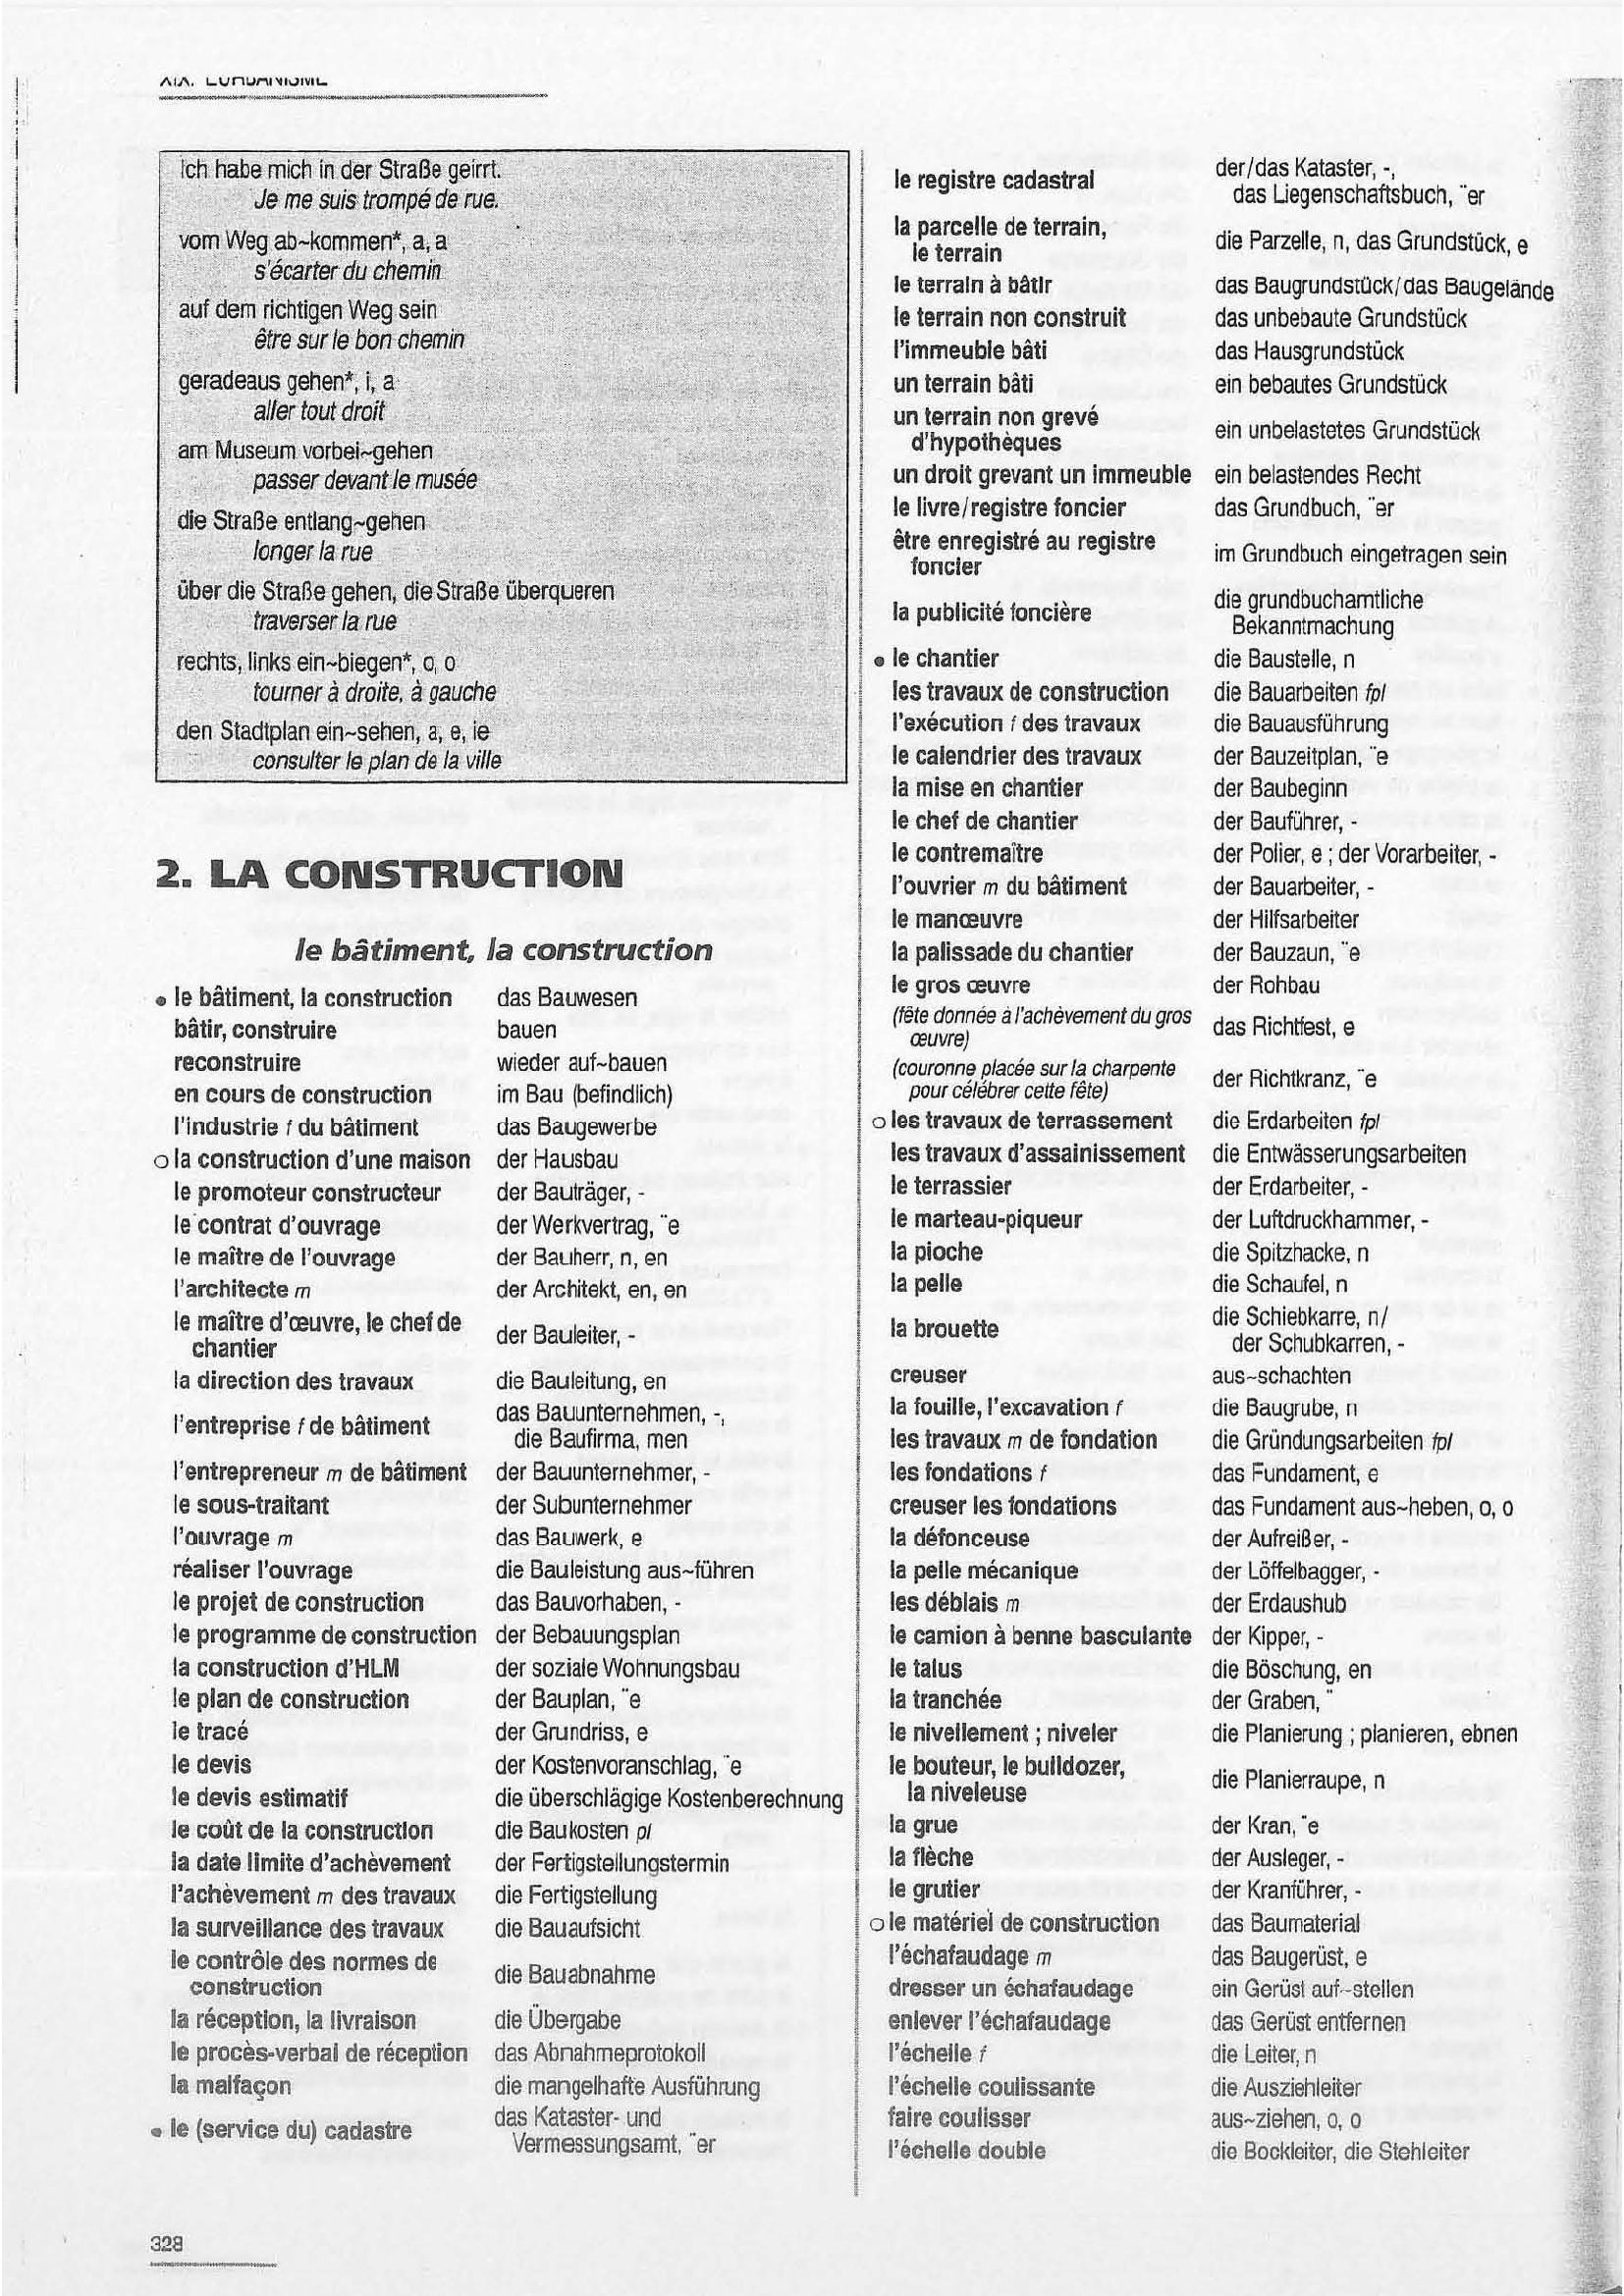 XIX. L'URBANISME
Ich habe mich in der Straße geirrt.
Je me suis trompé de rue.
vom Weg ab~kommen*, a, a
s'écarter du chemin
auf dem richtigen Weg sein
être sur le bon chemin
geradeaus gehen*, i, a
aller tout droit
am Museum vorbei~gehen
passer devant le musée
die Straße entlang~gehen
longer la rue
über die Straße gehen, die Straße überqueren
traverser la rue
rechts, links ein~biegen*, o, o
tourner à droite, à gauche
den Stadtplan ein~sehen, a, e, ie
consulter le plan de la ville
2. LA CONSTRUCTION
le bâtiment, la construction
• le bâtiment, la construction das Bauwesen
bâtir, construire bauen
reconstruire wieder auf~bauen
en cours de construction im Bau (befindlich)
l'industrie f du bâtiment das Baugewerbe
o la construction d'une maison der Hausbau
le promoteur constructeur der Bauträger, -
le contrat d'ouvrage der Werkvertrag, ¨e
le maître de l'ouvrage der Bauherr, n, en
l'architecte m der Architekt, en, en
le maître d'œuvre, le chef de
chantier der Bauleiter, -
la direction des travaux die Bauleitung, en
l'entreprise f de bâtiment das Bauunternehmen, -,
die Baufirma, men
l'entrepreneur m de bâtiment der Bauunternehmer, -
le sous-traitant der Subunternehmer
l'ouvrage m das Bauwerk, e
réaliser l'ouvrage die Bauleistung aus~führen
le projet de construction das Bauvorhaben, -
le programme de construction der Bebauungsplan
la construction d'HLM der soziale Wohnungsbau
le plan de construction der Bauplan, ¨e
le tracé der Grundriss, e
le devis der Kostenvoranschlag, ¨e
le devis estimatif die überschlägige Kostenberechnung
le coût de la construction die Baukosten pl
la date limite d'achèvement der Fertigstellungstermin
l'achèvement m des travaux die Fertigstellung
la surveillance des travaux die Bauaufsicht
le contrôle des normes de
construction die Bauabnahme
la réception, la livraison die Übergabe
le procès-verbal de réception das Abnahmeprotokoll
la malfaçon die mangelhafte Ausführung
• le (service du) cadastre das Kataster- und
Vermessungsamt, ¨er
le registre cadastral der/das Kataster, -,
das Liegenschaftsbuch, ¨er
la parcelle de terrain,
le terrain die Parzelle, n, das Grundstück, e
le terrain à bâtir das Baugrundstück/das Baugelände
le terrain non construit das unbebaute Grundstück
l'immeuble bâti das Hausgrundstück
un terrain bâti ein bebautes Grundstück
un terrain non grevé
d'hypothèques ein unbelastetes Grundstück
un droit grevant un immeuble ein belastendes Recht
le livre/registre foncier das Grundbuch, ¨er
être enregistré au registre
foncier im Grundbuch eingetragen sein
la publicité foncière die grundbuchamtliche
Bekanntmachung
• le chantier die Baustelle, n
les travaux de construction die Bauarbeiten fpl
l'exécution f des travaux die Bauausführung
le calendrier des travaux der Bauzeitplan, ¨e
la mise en chantier der Baubeginn
le chef de chantier der Bauführer, -
le contremaître der Polier, e ; der Vorarbeiter, -
l'ouvrier m du bâtiment der Bauarbeiter, -
le manœuvre der Hilfsarbeiter
la palissade du chantier der Bauzaun, ¨e
le gros œuvre der Rohbau
(fête donnée à l'achèvement du gros
œuvre) das Richtfest, e
(couronne placée sur la charpente
pour célébrer cette fête) der Richtkranz, ¨e
o les travaux de terrassement die Erdarbeiten fpl
les travaux d'assainissement die Entwässerungsarbeiten
le terrassier der Erdarbeiter, -
le marteau-piqueur der Luftdruckhammer, -
la pioche die Spitzhacke, n
la pelle die Schaufel, n
la brouette die Schiebkarre, n/
der Schubkarren, -
creuser aus~schachten
la fouille, l'excavation f die Baugrube, n
les travaux m de fondation die Gründungsarbeiten fpl
les fondations f das Fundament, e
creuser les fondations das Fundament aus~heben, o, o
la défonceuse der Aufreißer, -
la pelle mécanique der Löffelbagger, -
les déblais m der Erdaushub
le camion à benne basculante der Kipper, -
le talus die Böschung, en
la tranchée der Graben, ¨
le nivellement ; niveler die Planierung ; planieren, ebnen
le bouteur, le bulldozer,
la niveleuse die Planierraupe, n
la grue der Kran, ¨e
la flèche der Ausleger, -
le grutier der Kranführer, -
o le matériel de construction das Baumaterial
l'échafaudage m das Baugerüst, e
dresser un échafaudage ein Gerüst auf~stellen
enlever l'échafaudage das Gerüst entfernen
l'échelle f die Leiter, n
l'échelle coulissante die Ausziehleiter
faire coulisser aus~ziehen, o, o
l'échelle double die Bockleiter, die Stehleiter
328